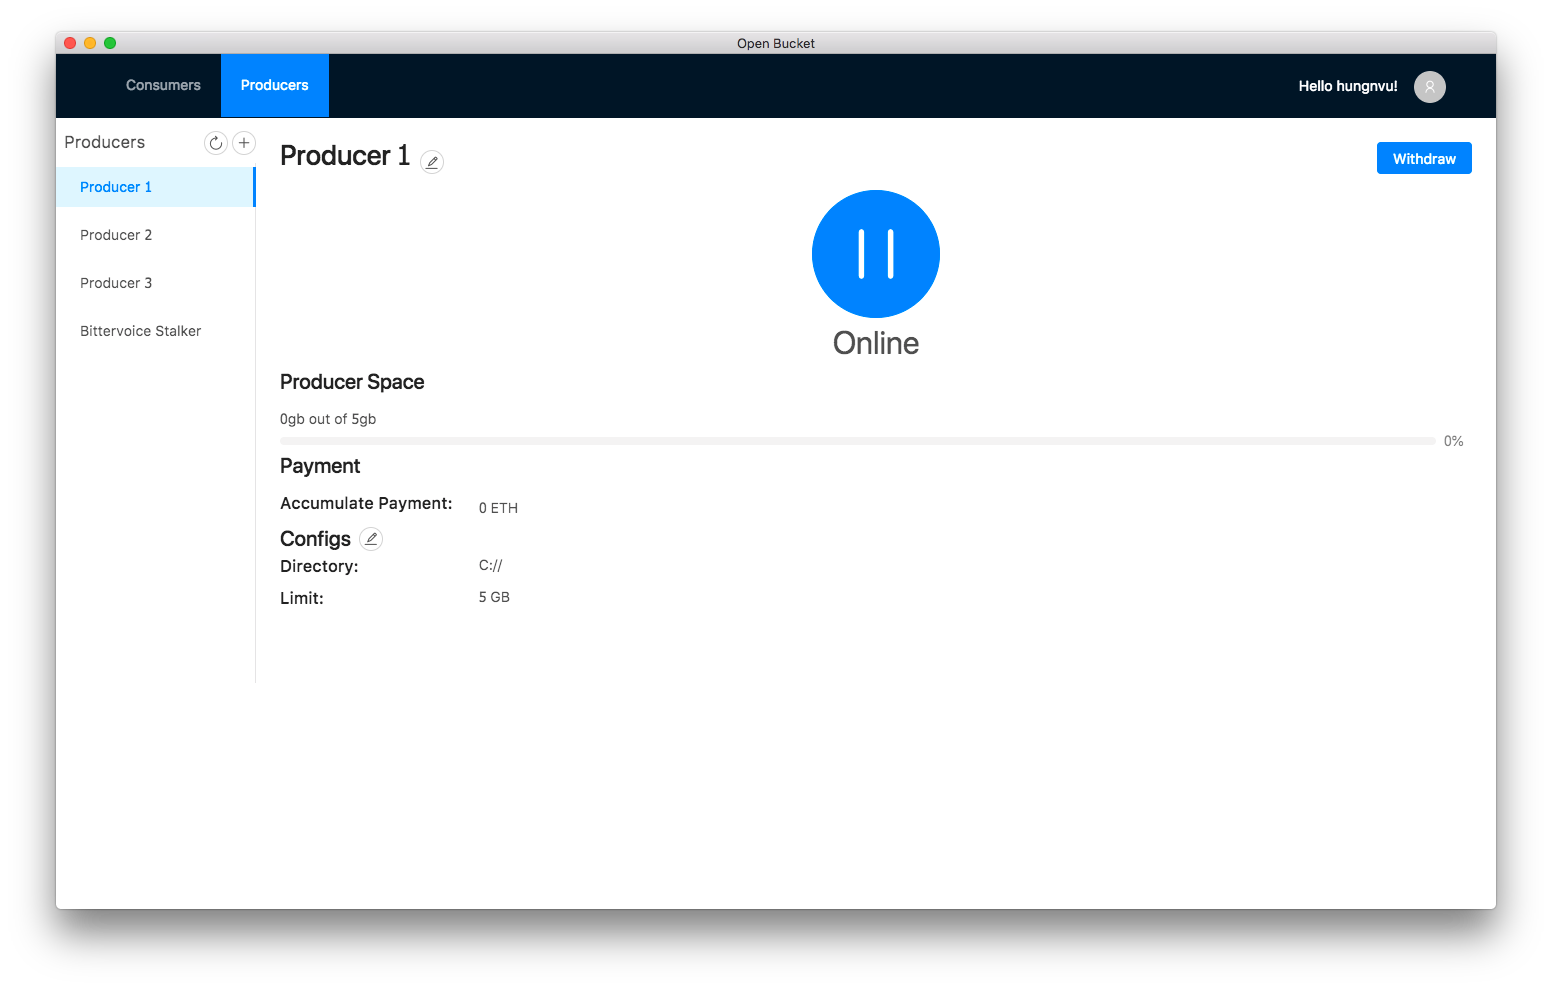 Open Bucket
Consumers
Producers
Hello hungnvu!
Producers
Producer 1
Producer 2
Producer 3
Bittervoice Stalker
Producer 1
Withdraw
Online
Producer Space
0gb out of 5gb
0%
Payment
Accumulate Payment: 0 ETH
Configs
Directory: C://
Limit: 5 GB